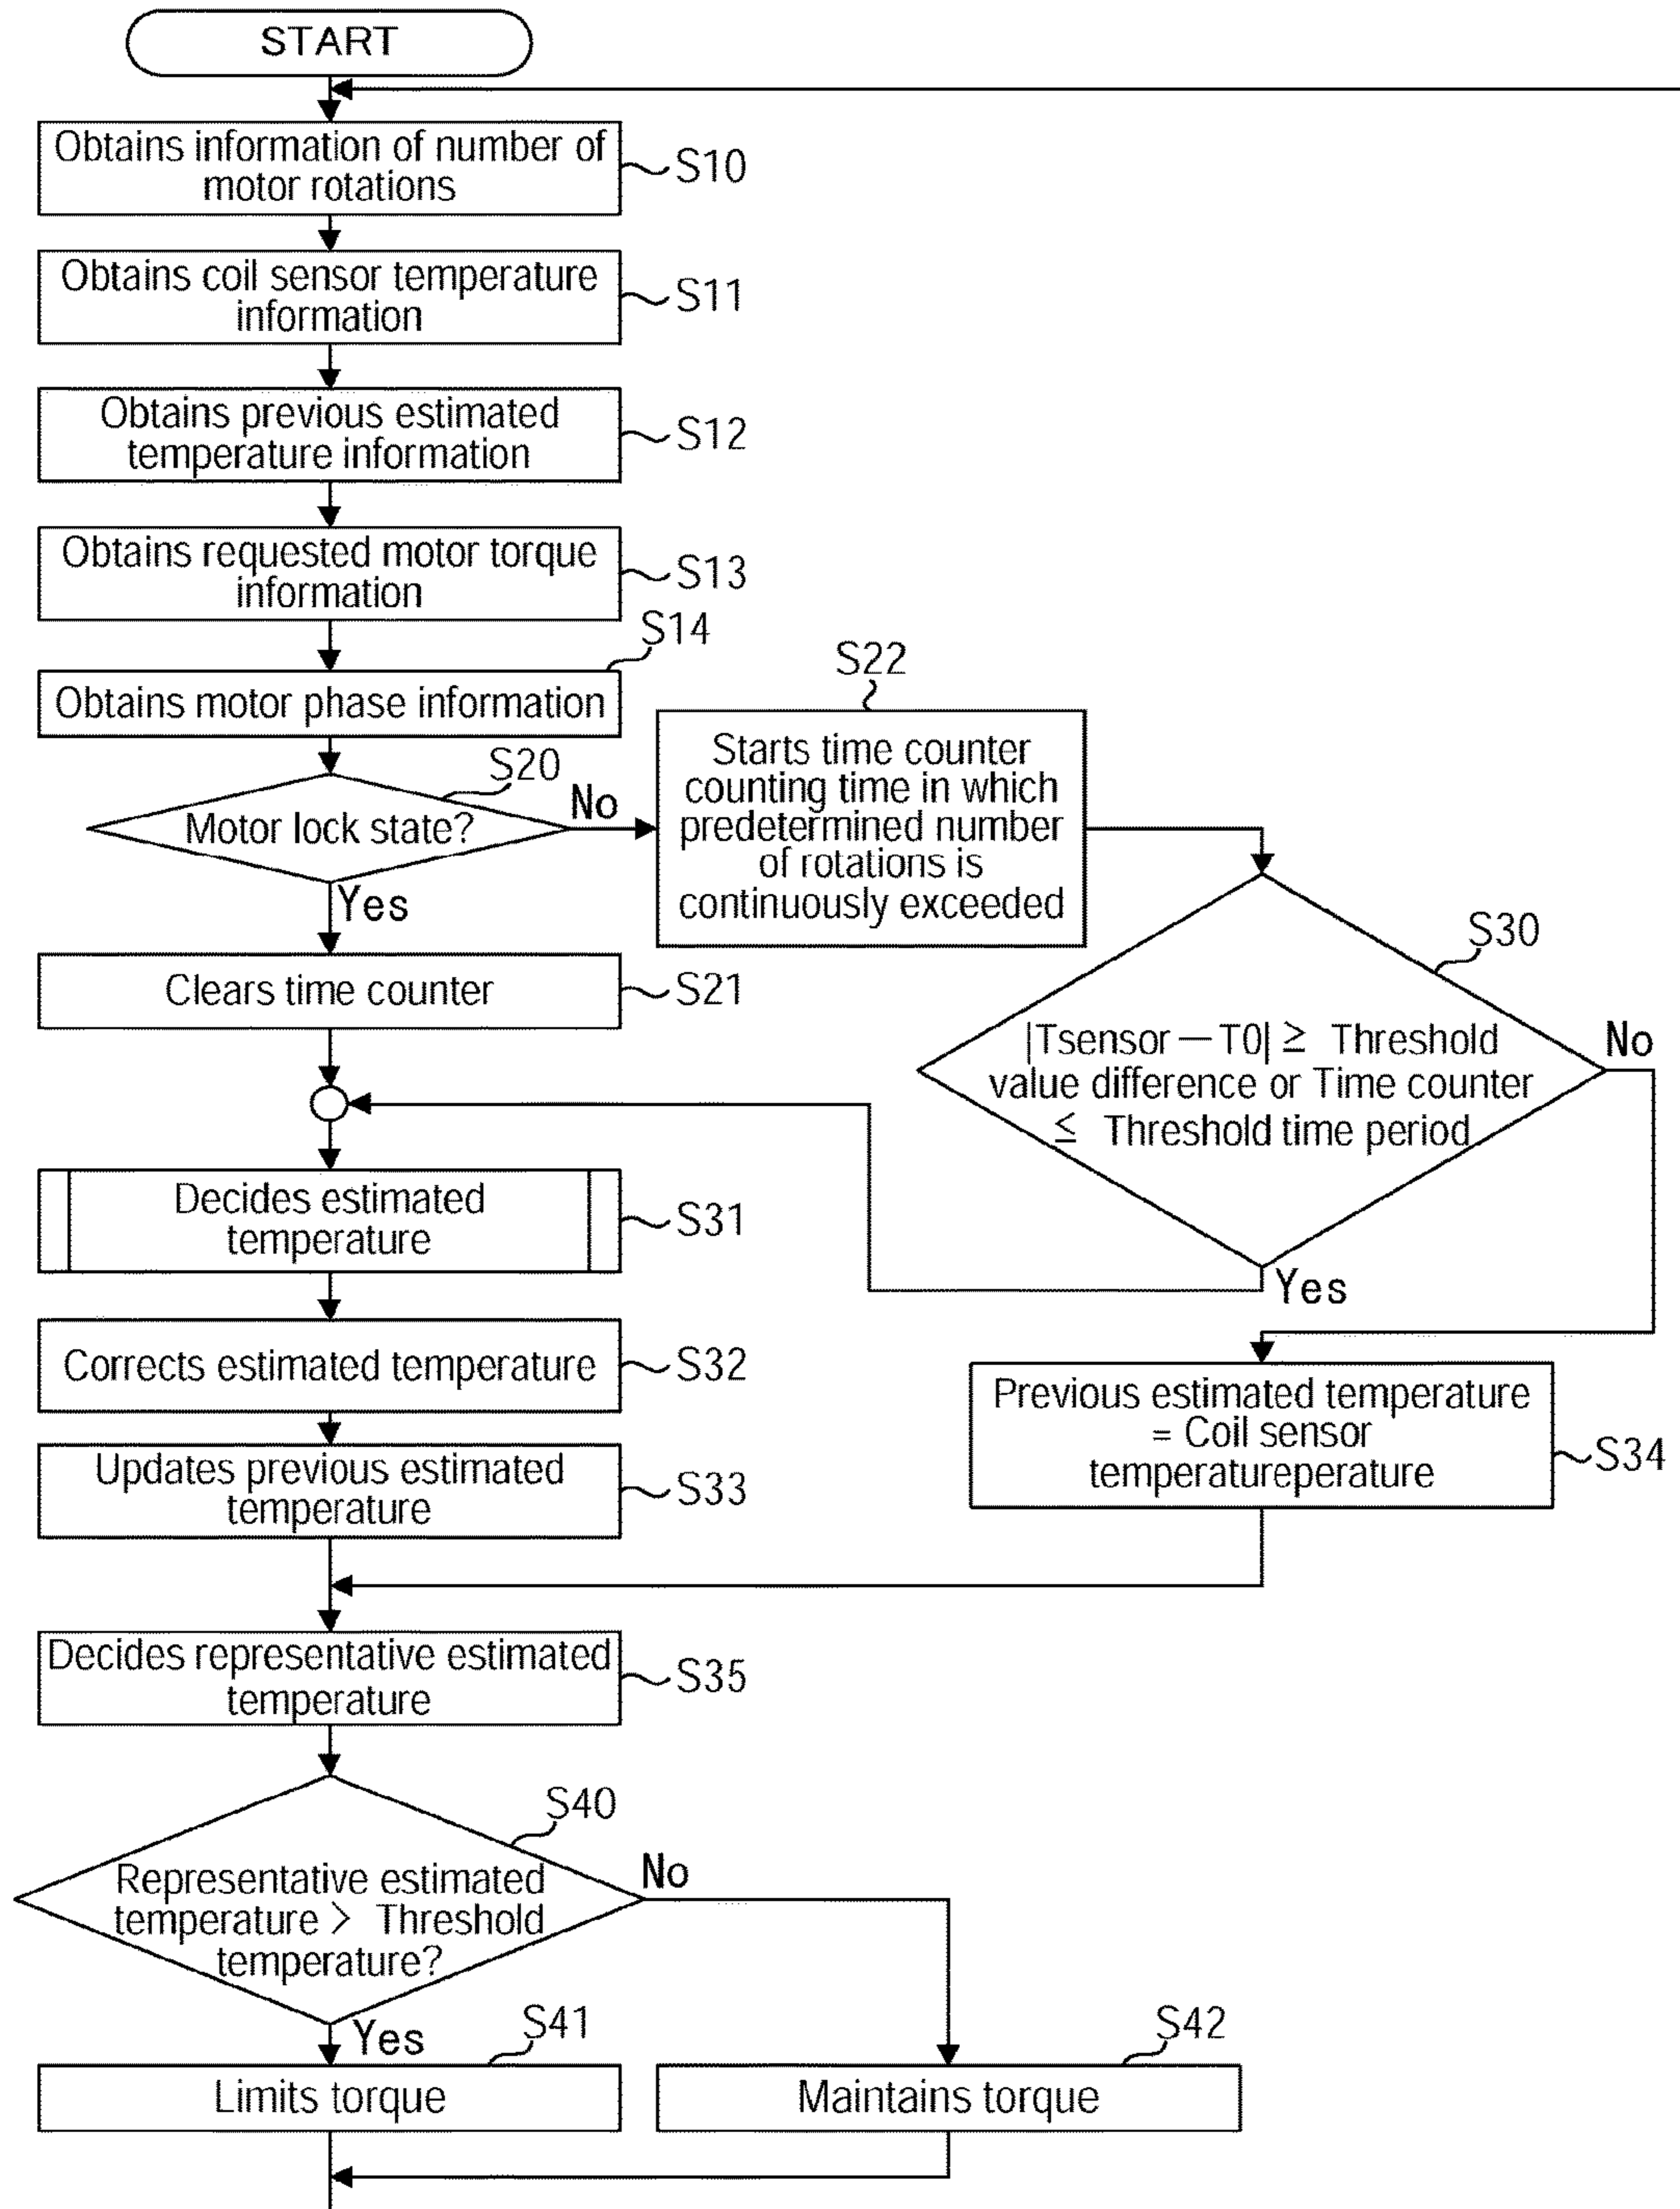 START
Obtains information of number of
motor rotations
S10
Obtains coil sensor temperature
information
S11
Obtains previous estimated
temperature information
S12
Obtains requested motor torque
information
S13
S14
Obtains motor phase information
S20
Motor lock state?
No
Yes
S22
Starts time counter
counting time in which
predetermined number
of rotations is
continuously exceeded
Clears time counter
S21
S30
|Tsensor－T0| ≧ Threshold
value difference or Time counter
≦ Threshold time period
No
Yes
Decides estimated
temperature
S31
Corrects estimated temperature
S32
Updates previous estimated
temperature
S33
Previous estimated temperature
= Coil sensor
temperatureperature
S34
Decides representative estimated
temperature
S35
S40
Representative estimated
temperature > Threshold
temperature?
No
Yes
S41
Limits torque
S42
Maintains torque